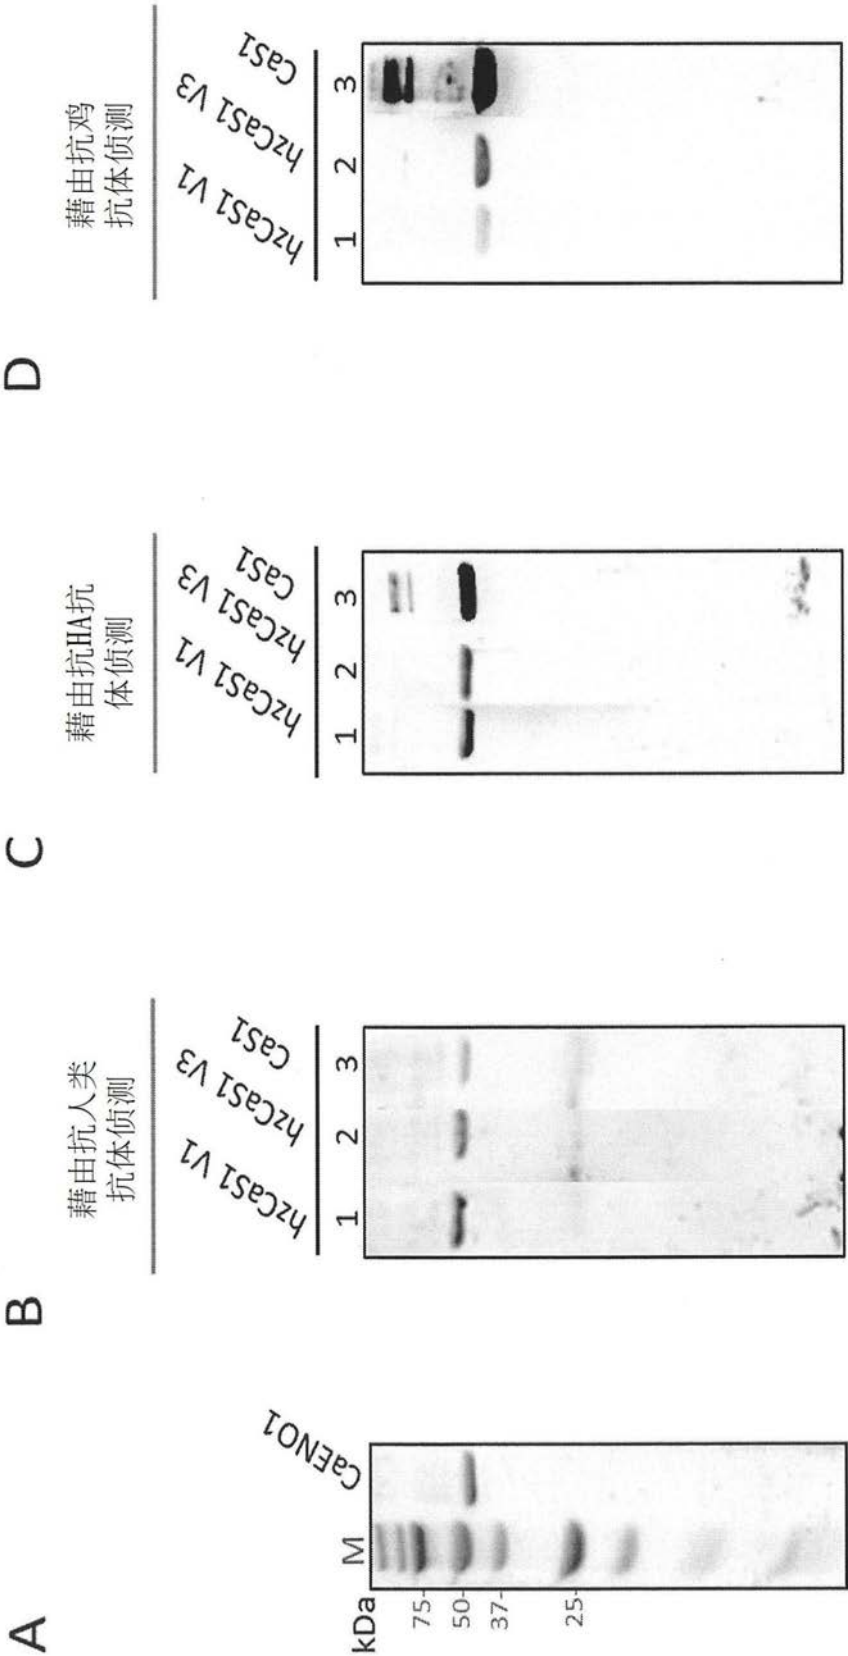 A
kDa
75-
50-
37-
25-
M
CaENO1
B
藉由抗人类
抗体侦测
hzCaS1 V1
hzCaS1 V3
CaS1
1
2
3
C
藉由抗HA抗
体侦测
hzCaS1 V1
hzCaS1 V3
CaS1
1
2
3
D
藉由抗鸡
抗体侦测
hzCaS1 V1
hzCaS1 V3
CaS1
1
2
3